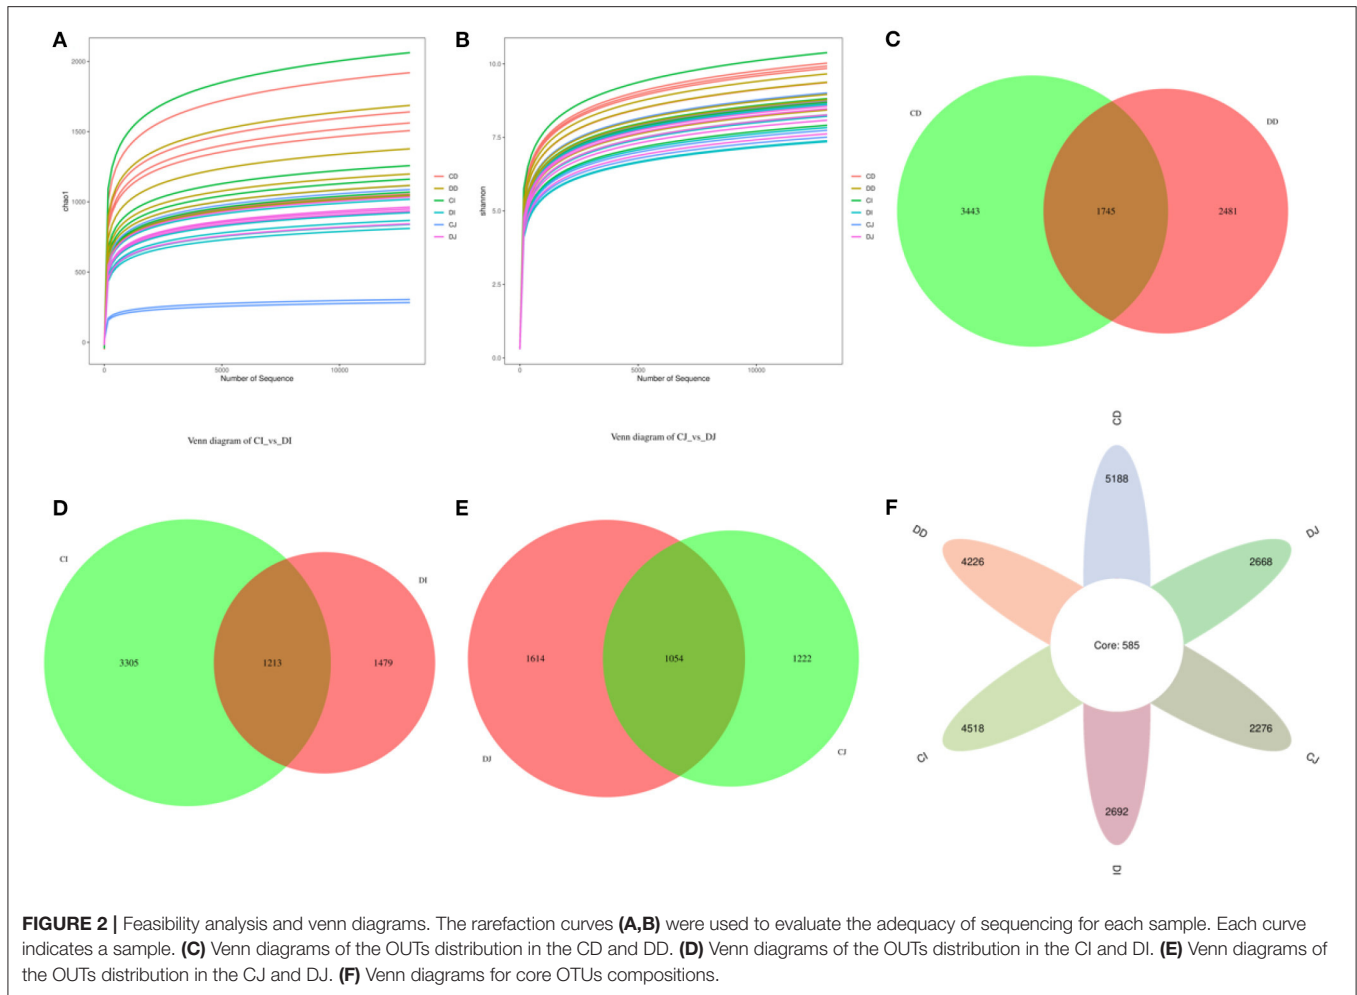 A
2000
1500
1000
500
0
chao1
0
5000
10000
Number of Sequence
CD
DD
CI
DI
CJ
DJ
B
10.0
7.5
5.0
2.5
0.0
shannon
0
5000
10000
Number of Sequence
CD
DD
CI
DI
CJ
DJ
C
CD
DD
3443
1745
2481
Venn diagram of CI_vs_DI
D
CI
DI
3305
1213
1479
Venn diagram of CJ_vs_DJ
E
1614
1054
1222
DJ
CJ
F
CD
5188
DD
4226
DJ
2668
Core: 585
4518
CI
2276
CJ
2692
DI
FIGURE 2 | Feasibility analysis and venn diagrams. The rarefaction curves (A,B) were used to evaluate the adequacy of sequencing for each sample. Each curve
indicates a sample. (C) Venn diagrams of the OUTs distribution in the CD and DD. (D) Venn diagrams of the OUTs distribution in the CI and DI. (E) Venn diagrams of
the OUTs distribution in the CJ and DJ. (F) Venn diagrams for core OTUs compositions.